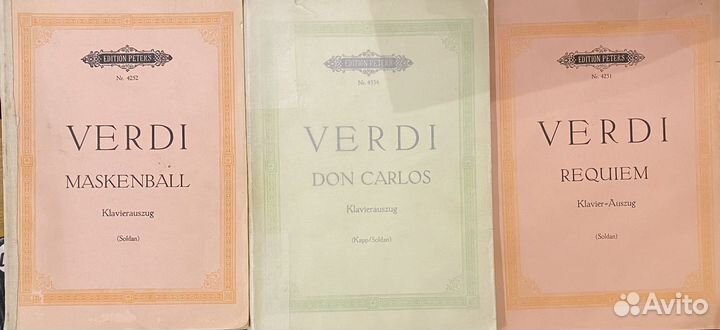 EDITION PETERS
Nr. 4252
VERDI
MASKENBALL
Klavierauszug
(Soldan)
EDITION PETERS
VERDI
DON CARLOS
Klavierauszug
(Kapp/Soldan)
EDITION PETERS
Nr. 4251
VERDI
REQUIEM
Klavier-Auszug
(Soldan)
Avito